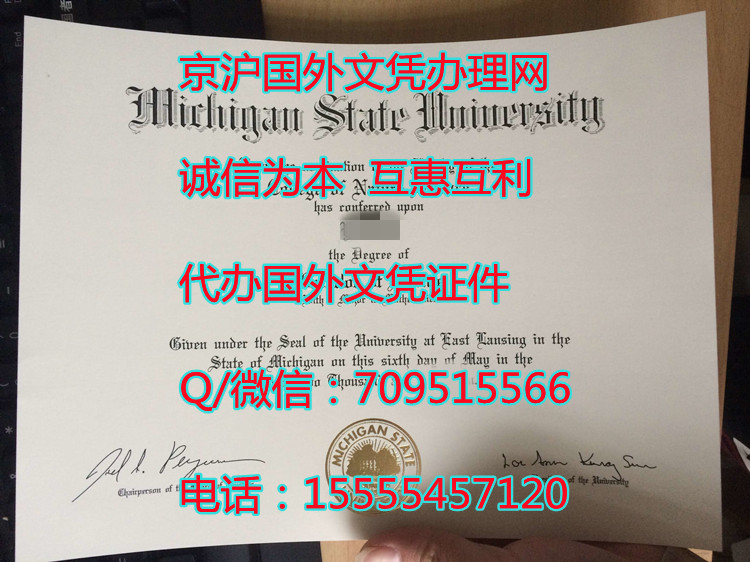 京沪国外文凭办理网
Michigan State University
诚信为本 互惠互利
has conferred upon
the Degree of
代办国外文凭证件
Given under the Seal of the University at East Lansing in the
State of Michigan on this sixth day of May in the
Q/微信：709515566
MICHIGAN STATE
电话：15555457120
Chairperson of the
of the University